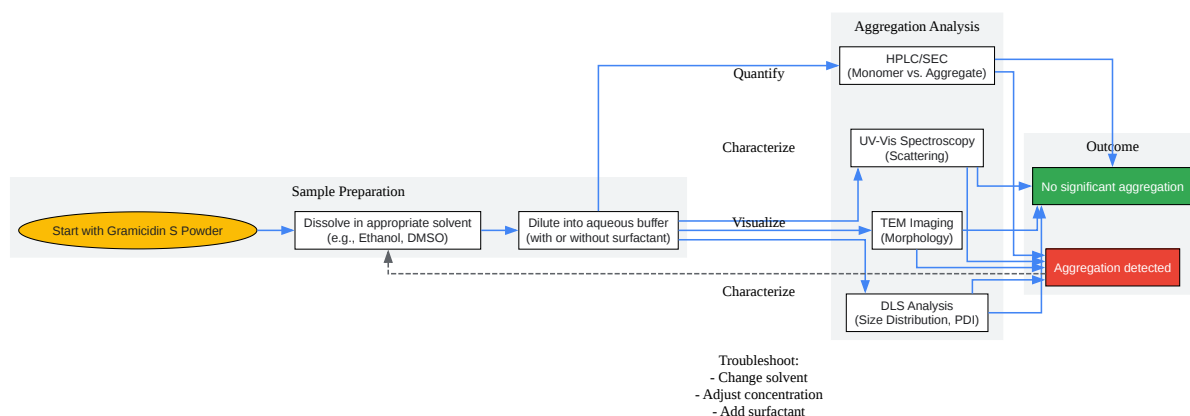 Aggregation Analysis
HPLC/SEC
(Monomer vs. Aggregate)
Quantify
UV-Vis Spectroscopy
(Scattering)
Characterize
Outcome
No significant aggregation
Sample Preparation
Start with Gramicidin S Powder
Dissolve in appropriate solvent
(e.g., Ethanol, DMSO)
Dilute into aqueous buffer
(with or without surfactant)
Visualize
TEM Imaging
(Morphology)
Aggregation detected
Characterize
DLS Analysis
(Size Distribution, PDI)
Troubleshoot:
- Change solvent
- Adjust concentration
- Add surfactant